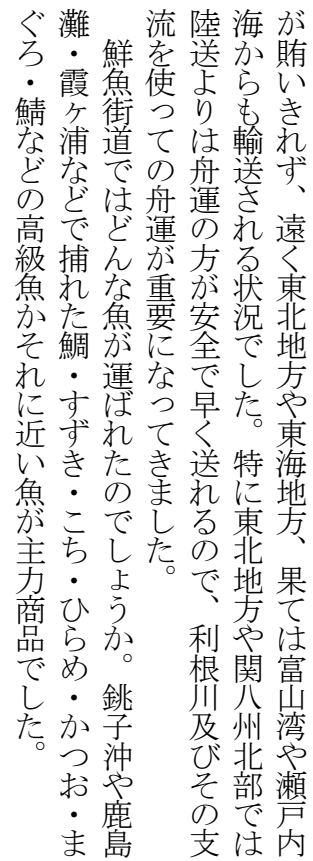 が賄いきれず、遠く東北地方や東海地方、果ては富山湾や瀬戸内
海からも輸送される状況でした。特に東北地方や関八州北部では
陸送よりは舟運の方が安全で早く送れるので、利根川及びその支
流を使っての舟運が重要になってきました。
　鮮魚街道ではどんな魚が運ばれたのでしょうか。銚子沖や鹿島
灘・霞ヶ浦などで捕れた鯛・すずき・こち・ひらめ・かつお・ま
ぐろ・鯖などの高級魚かそれに近い魚が主力商品でした。